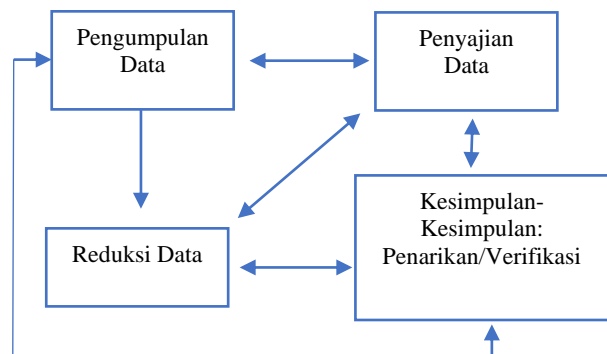 Pengumpulan
Data
Penyajian
Data
Reduksi Data
Kesimpulan-
Kesimpulan:
Penarikan/Verifikasi